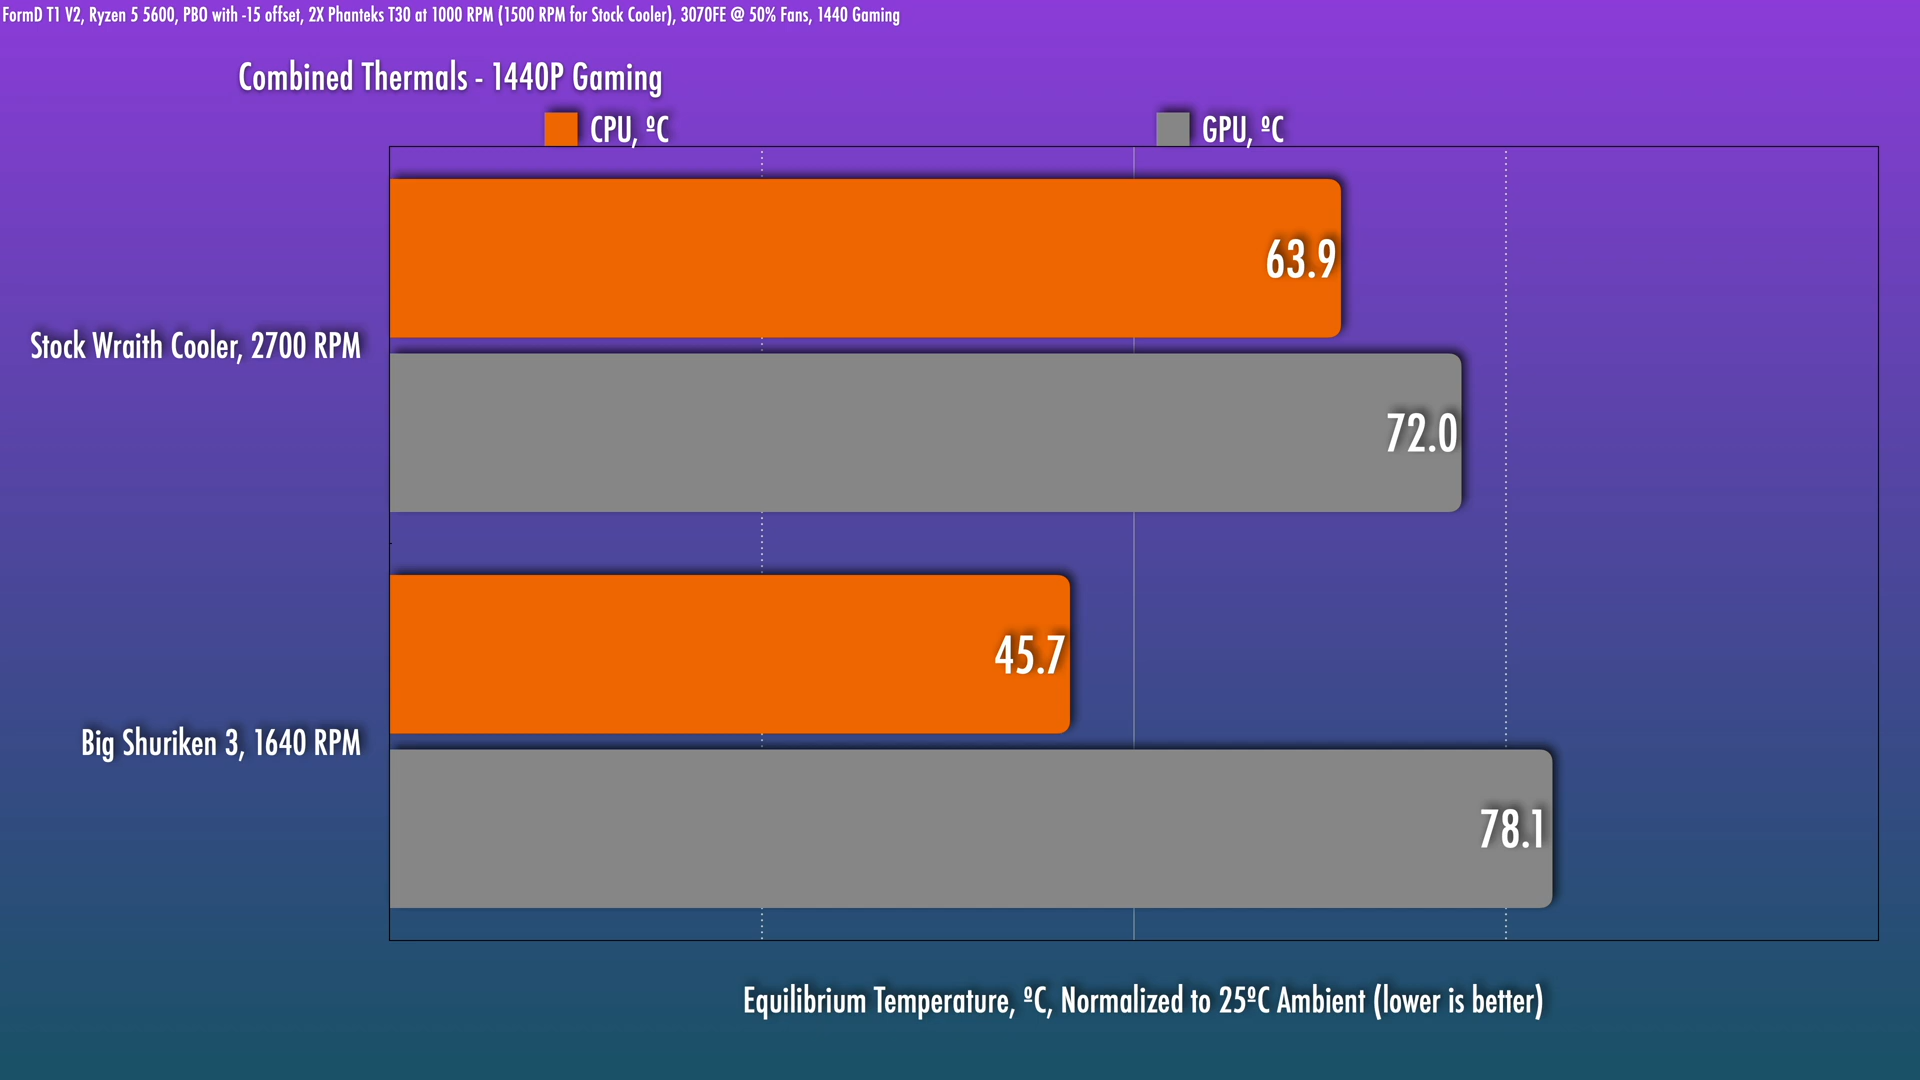 FormD T1 V2, Ryzen 5 5600, PBO with -15 offset, 2X Phanteks T30 at 1000 RPM (1500 RPM for Stock Cooler), 3070FE @ 50% Fans, 1440 Gaming
Combined Thermals - 1440P Gaming
CPU, ºC
GPU, ºC
63.9
Stock Wraith Cooler, 2700 RPM
72.0
45.7
Big Shuriken 3, 1640 RPM
78.1
Equilibrium Temperature, ºC, Normalized to 25ºC Ambient (lower is better)